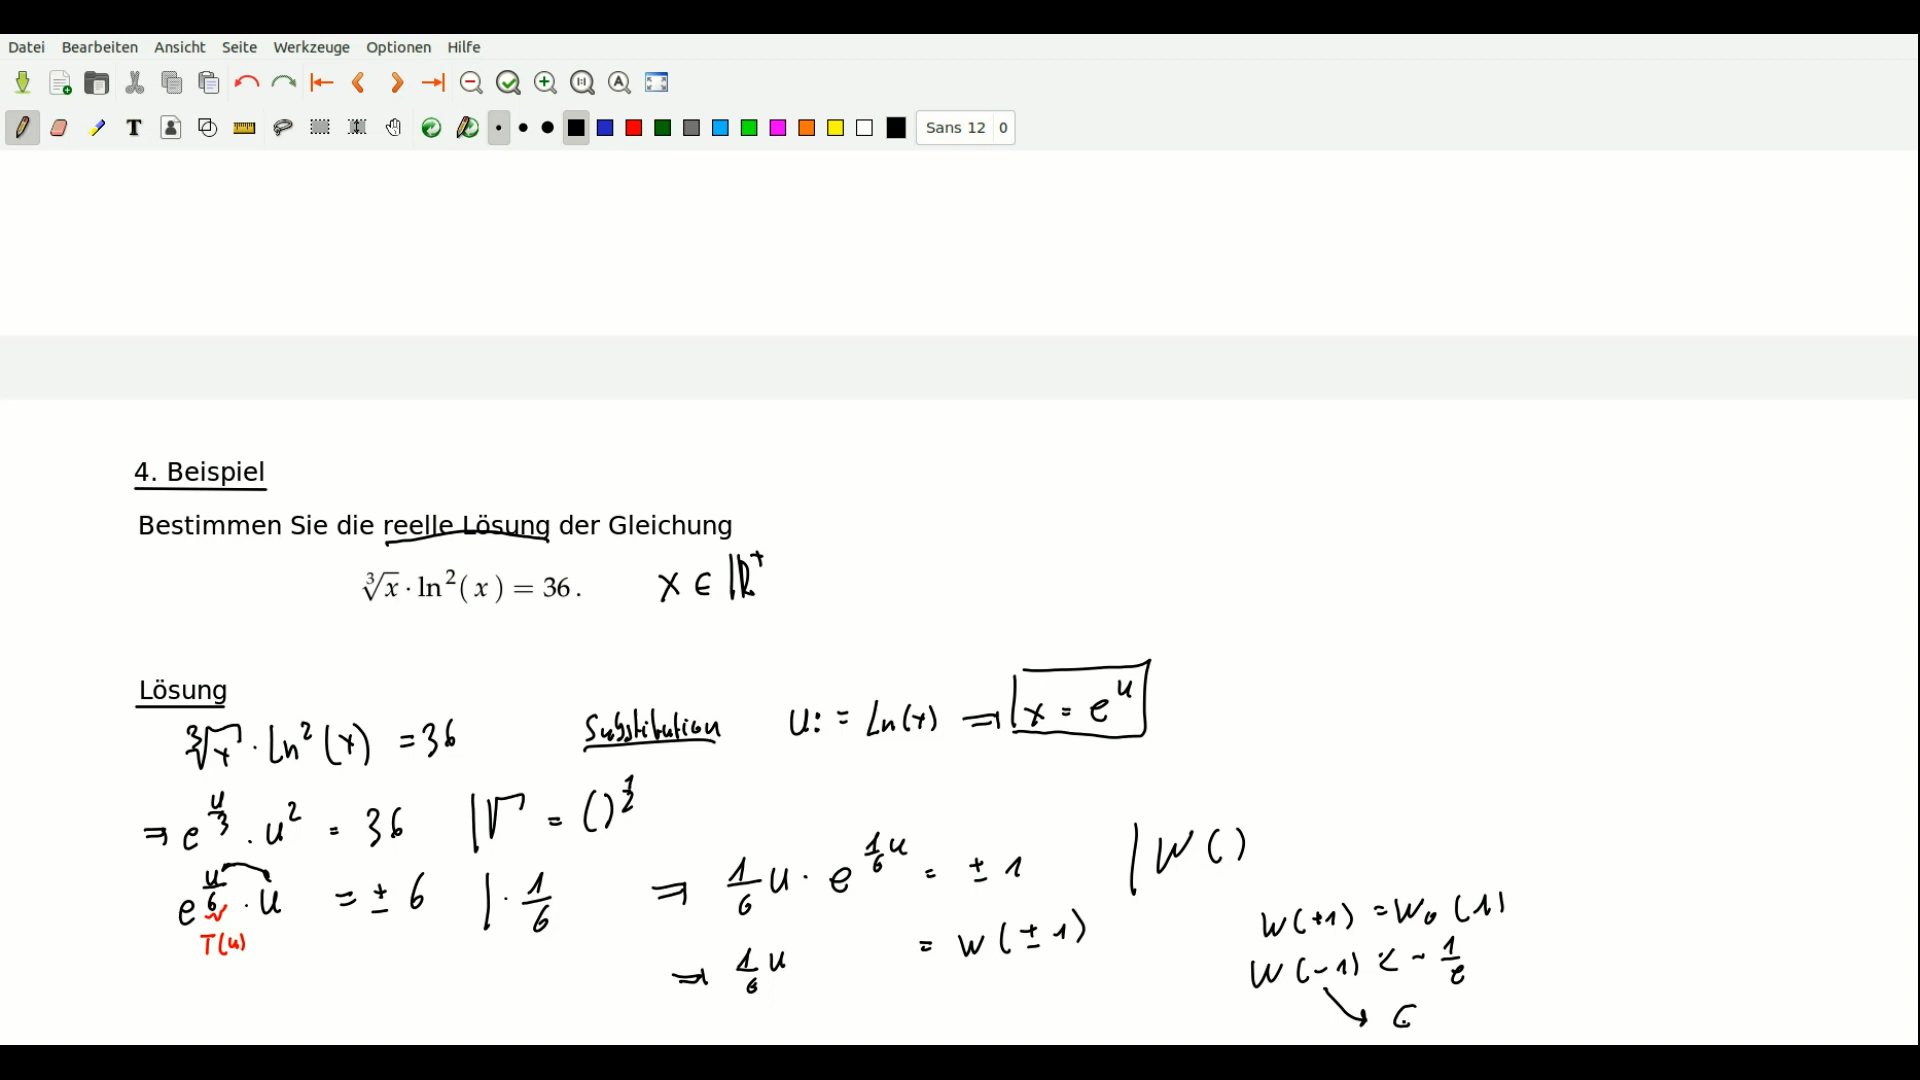 Datei Bearbeiten Ansicht Seite Werkzeuge Optionen Hilfe
T Sans 12 0
4. Beispiel
Bestimmen Sie die reelle Lösung der Gleichung
∛x · ln²(x) = 36. x ∈ ℝ⁺
Lösung
∛x · ln²(x) = 36 Substitution u := ln(x) ⇒ x = e^u
⇒ e^(u/3) · u² = 36 | √ = ()^(1/2)
e^(u/6) · u = ± 6 | · 1/6 ⇒ 1/6 u · e^(1/6 u) = ± 1 | W()
T(u)
⇒ 1/6 u = W(± 1)
W(+1) = W₀(1)
W(-1) < - 1/e